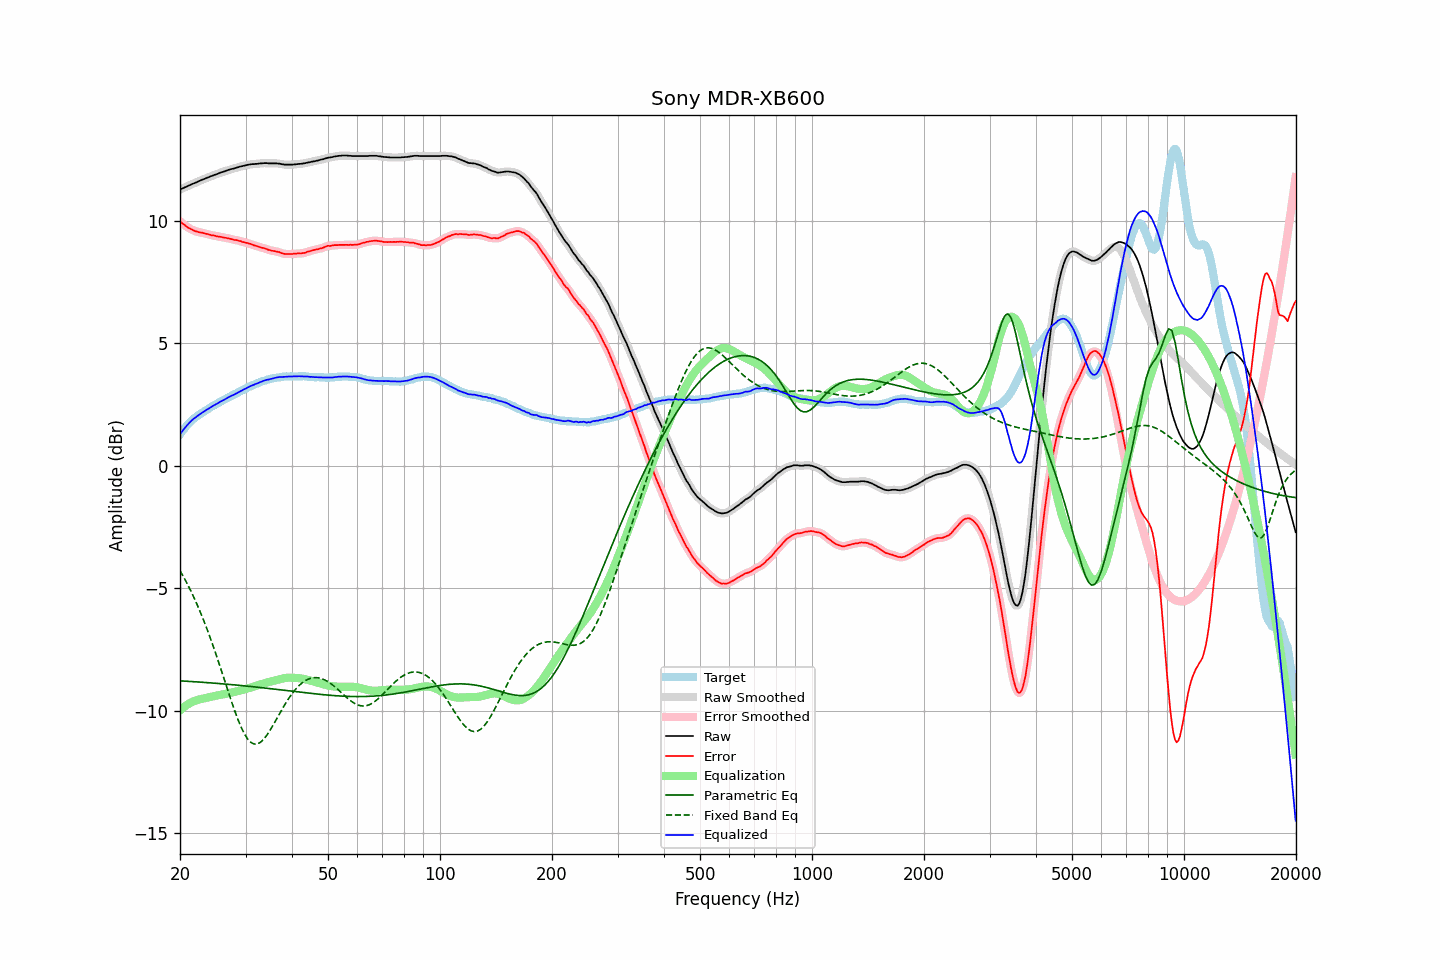 Sony MDR-XB600
Amplitude (dBr)
10
5
0
−5
−10
−15
Target
Raw Smoothed
Error Smoothed
Raw
Error
Equalization
Parametric Eq
Fixed Band Eq
Equalized
20
50
100
200
500
1000
2000
5000
10000
20000
Frequency (Hz)